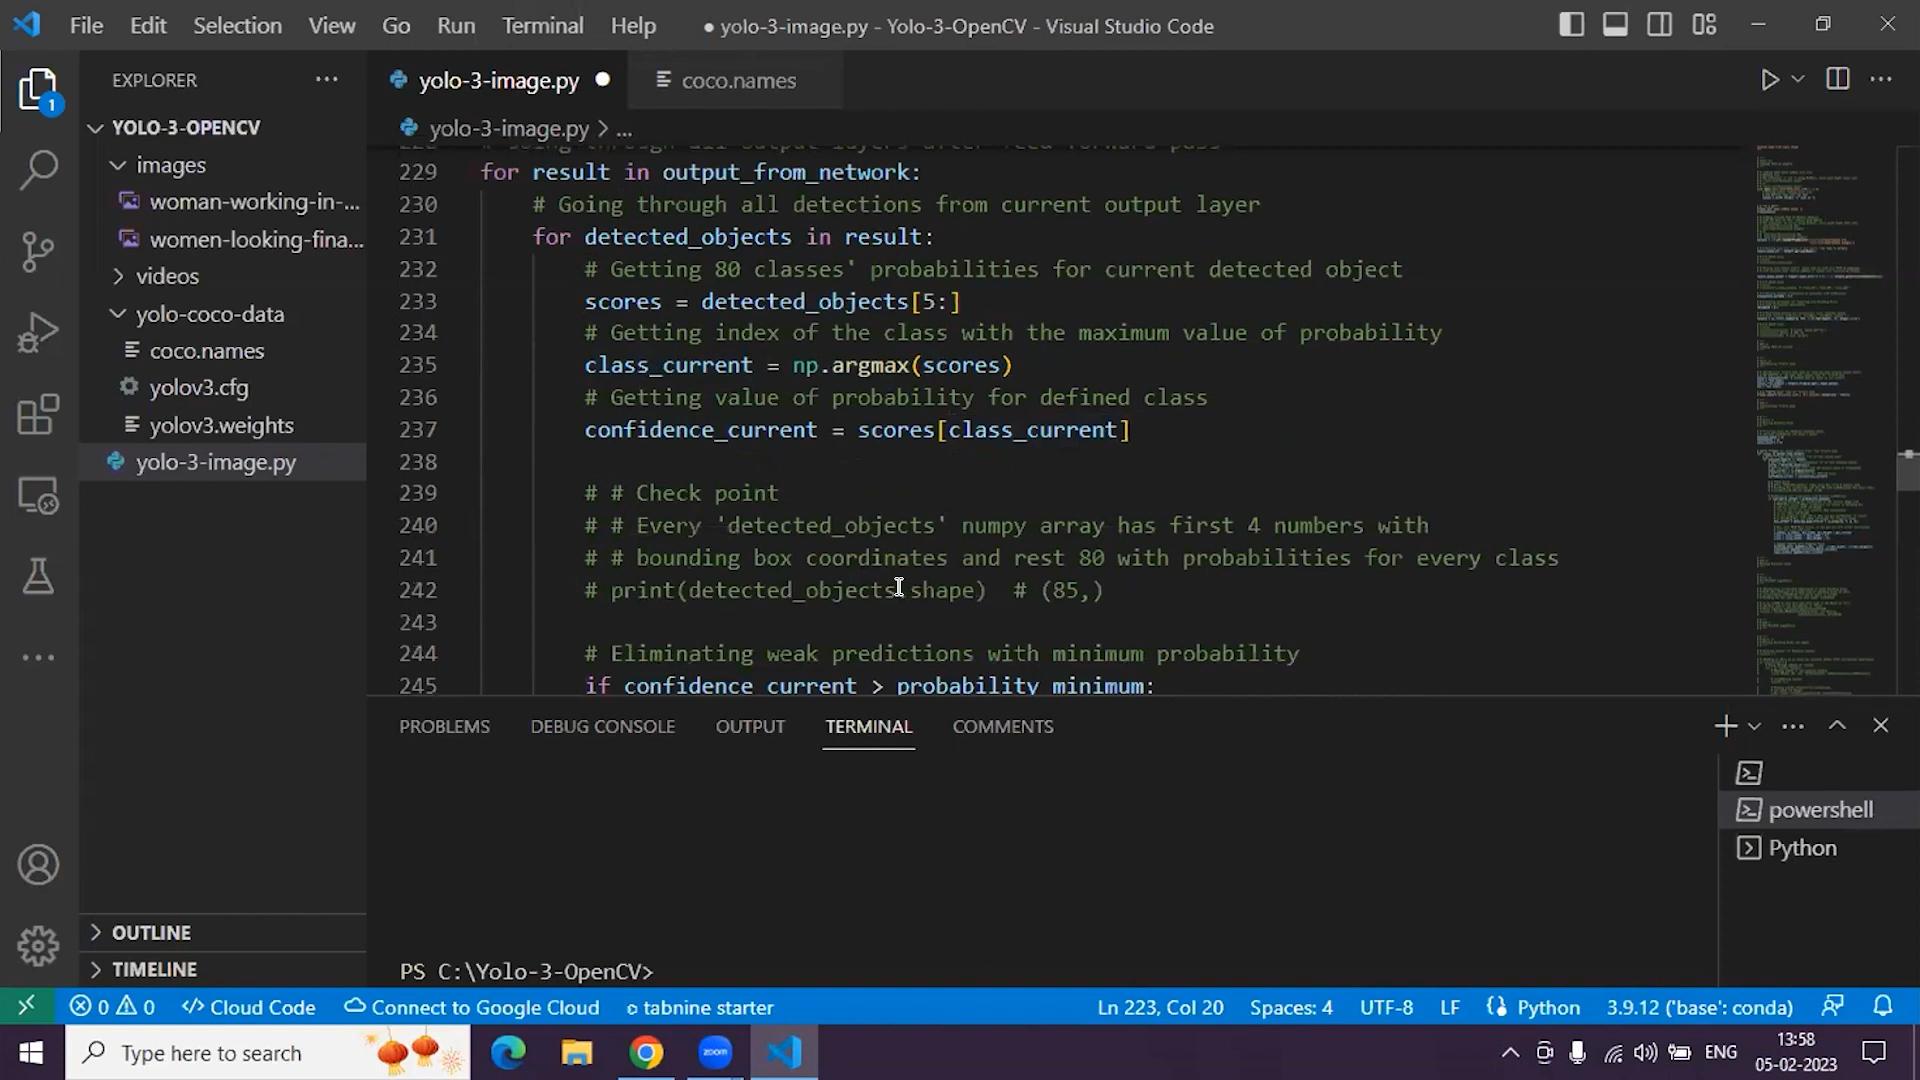 File Edit Selection View Go Run Terminal Help ● yolo-3-image.py - Yolo-3-OpenCV - Visual Studio Code
EXPLORER ···
yolo-3-image.py ●
coco.names
yolo-3-image.py > ...
1
YOLO-3-OPENCV
images
woman-working-in-...
women-looking-fina...
videos
yolo-coco-data
coco.names
yolov3.cfg
yolov3.weights
yolo-3-image.py
OUTLINE
TIMELINE
229 for result in output_from_network:
230 # Going through all detections from current output layer
231 for detected_objects in result:
232 # Getting 80 classes' probabilities for current detected object
233 scores = detected_objects[5:]
234 # Getting index of the class with the maximum value of probability
235 class_current = np.argmax(scores)
236 # Getting value of probability for defined class
237 confidence_current = scores[class_current]
238
239 # # Check point
240 # # Every 'detected_objects' numpy array has first 4 numbers with
241 # # bounding box coordinates and rest 80 with probabilities for every class
242 # print(detected_objects.shape) # (85,)
243
244 # Eliminating weak predictions with minimum probability
245 if confidence_current > probability_minimum:
PROBLEMS DEBUG CONSOLE OUTPUT TERMINAL COMMENTS
powershell
Python
PS C:\Yolo-3-OpenCV>
0 0 </> Cloud Code Connect to Google Cloud tabnine starter Ln 223, Col 20 Spaces: 4 UTF-8 LF Python 3.9.12 ('base': conda)
Type here to search
zoom
ENG
13:58
05-02-2023